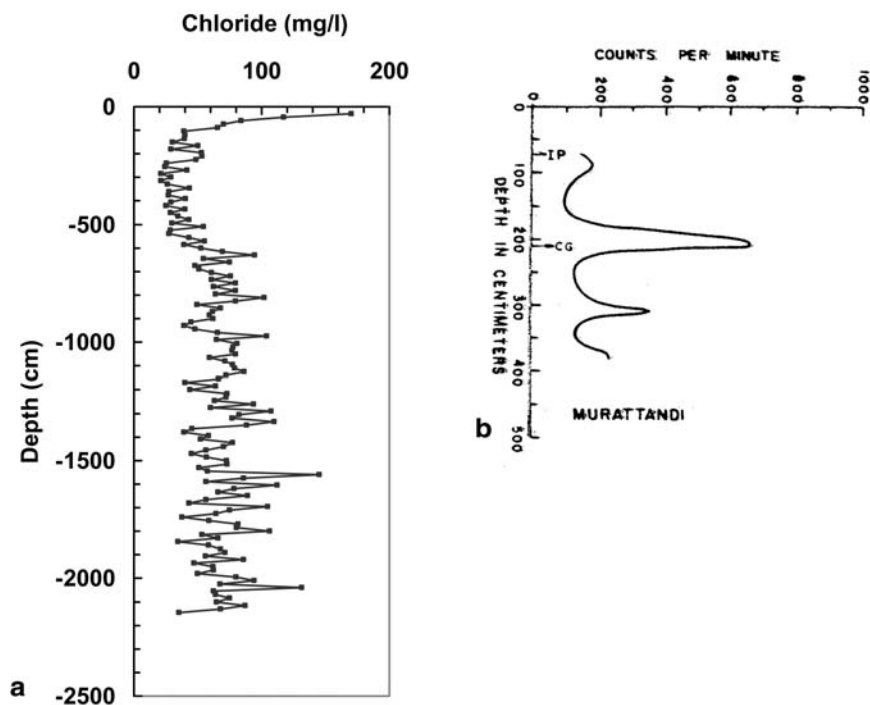 Chloride (mg/l)
0 100 200
0
-500
-1000
-1500
-2000
-2500
Depth (cm)
a
COUNTS PER MINUTE
0 200 400 600 800 1000
0
100
200
300
400
500
DEPTH IN CENTIMETERS
IP
CG
MURATTANDI
b